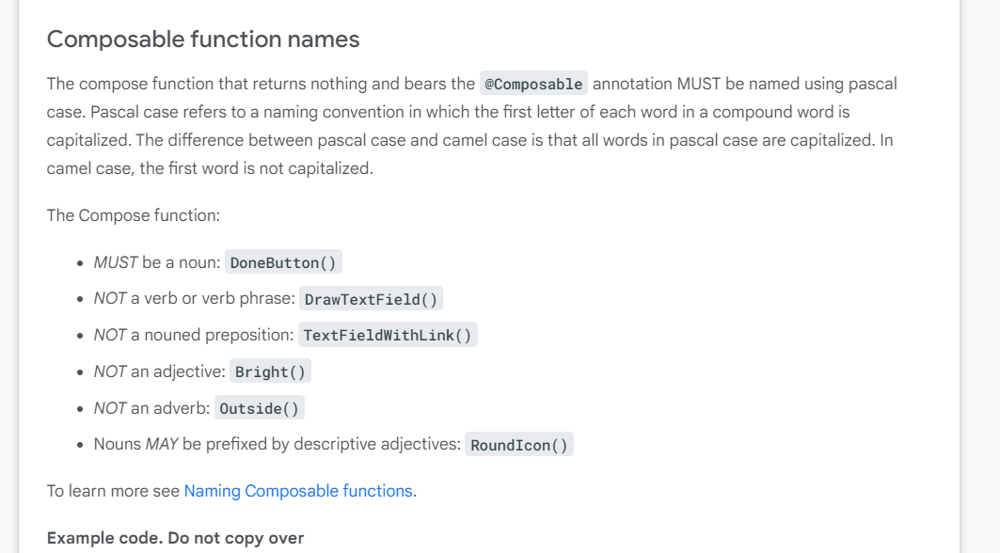 Composable function names
The compose function that returns nothing and bears the @Composable annotation MUST be named using pascal
case. Pascal case refers to a naming convention in which the first letter of each word in a compound word is
capitalized. The difference between pascal case and camel case is that all words in pascal case are capitalized. In
camel case, the first word is not capitalized.
The Compose function:
• MUST be a noun: DoneButton()
• NOT a verb or verb phrase: DrawTextField()
• NOT a nouned preposition: TextFieldWithLink()
• NOT an adjective: Bright()
• NOT an adverb: Outside()
• Nouns MAY be prefixed by descriptive adjectives: RoundIcon()
To learn more see Naming Composable functions.
Example code. Do not copy over